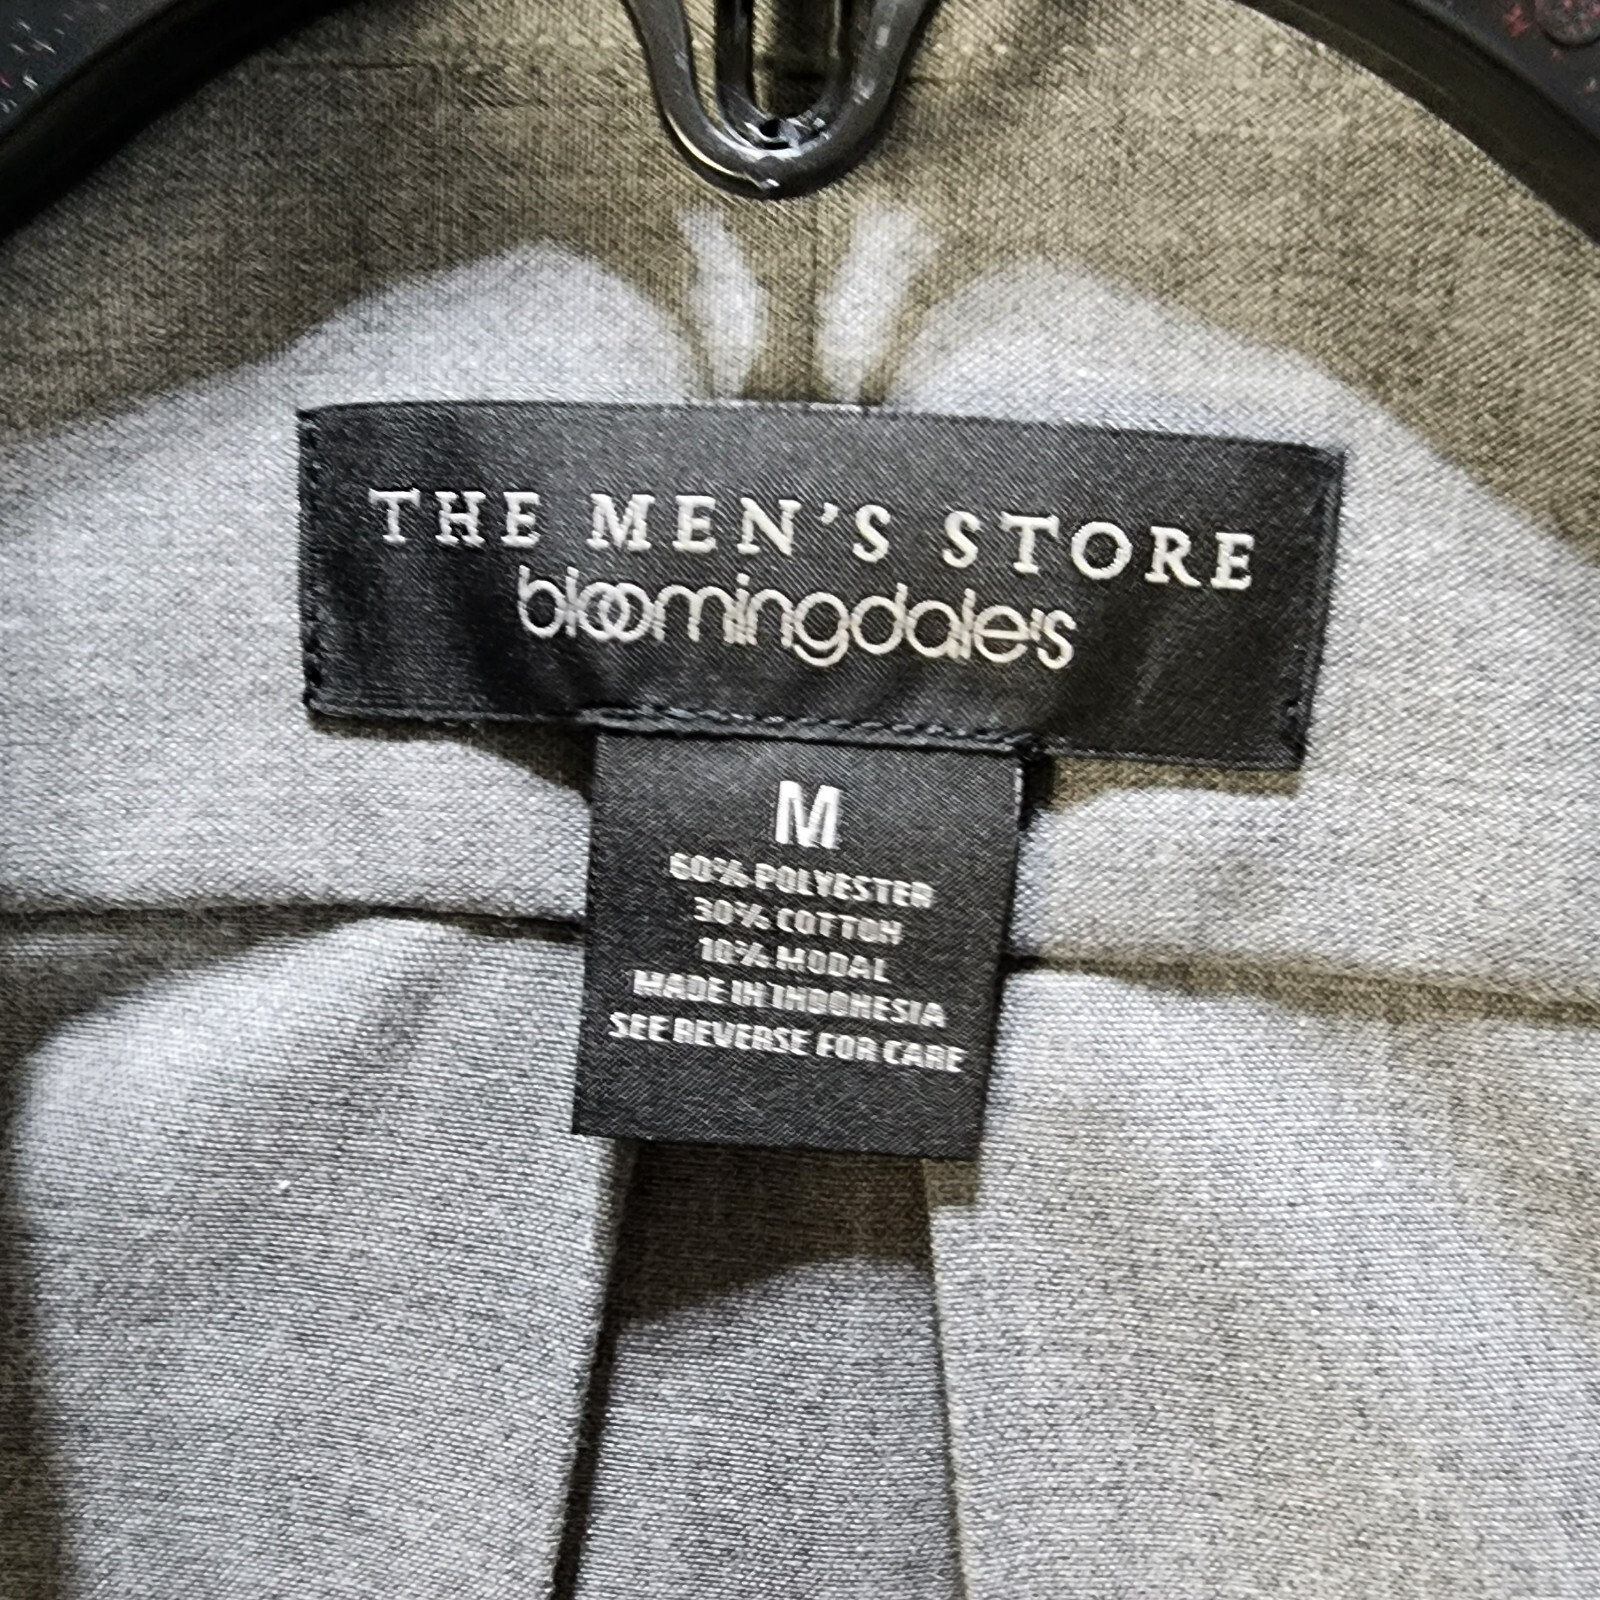 THE MEN'S STORE
bloomingdale's
M
60% POLYESTER
30% COTTON
10% MODAL
MADE IN INDONESIA
SEE REVERSE FOR CARE